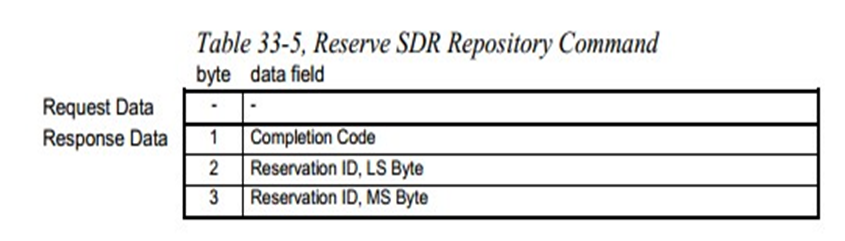 Table 33-5, Reserve SDR Repository Command
byte data field
Request Data - -
Response Data 1 Completion Code
2 Reservation ID, LS Byte
3 Reservation ID, MS Byte